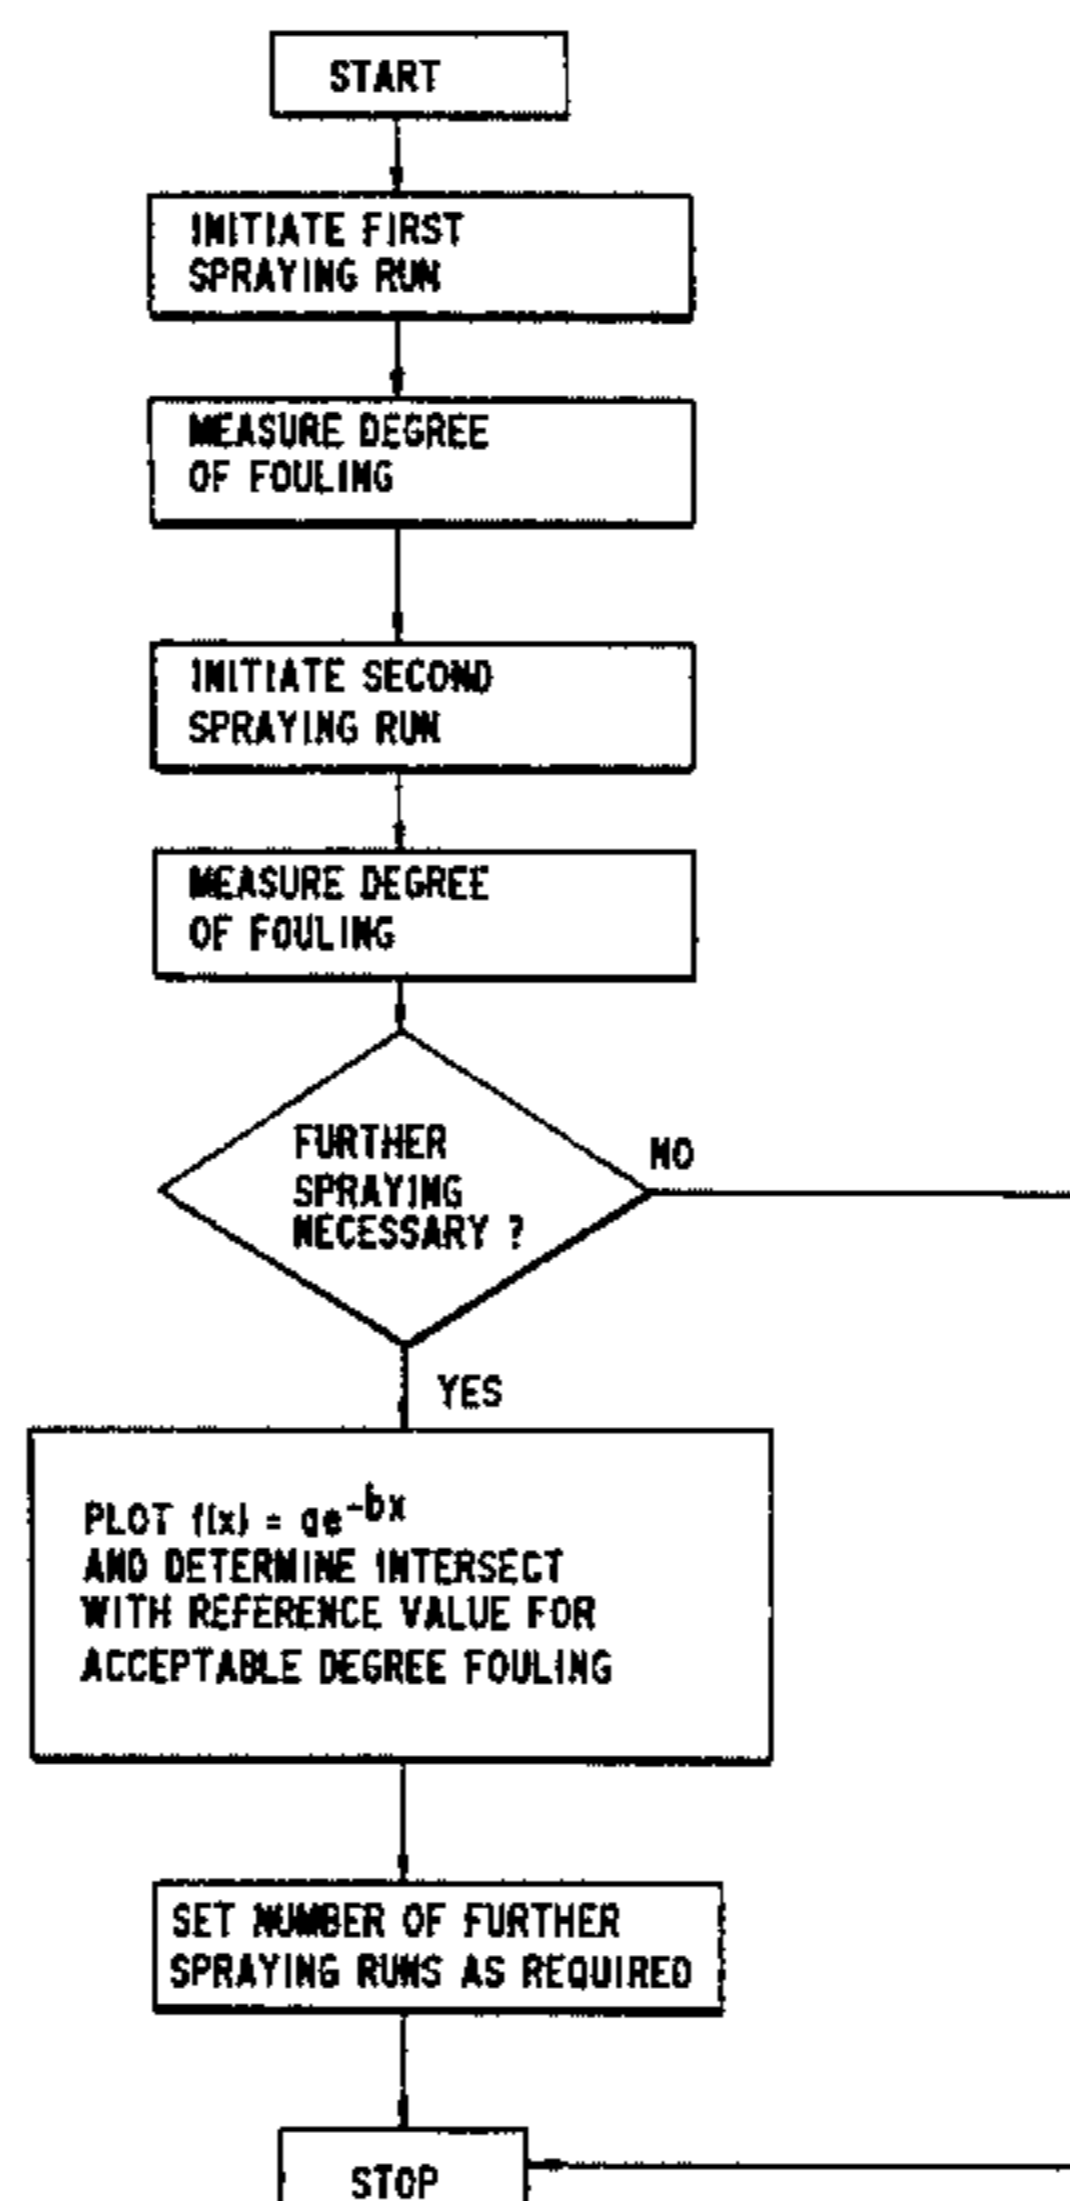 START
INITIATE FIRST
SPRAYING RUN
MEASURE DEGREE
OF FOULING
INITIATE SECOND
SPRAYING RUN
MEASURE DEGREE
OF FOULING
FURTHER
SPRAYING
NECESSARY ?
NO
YES
PLOT f(x) = ae^-bx
AND DETERMINE INTERSECT
WITH REFERENCE VALUE FOR
ACCEPTABLE DEGREE FOULING
SET NUMBER OF FURTHER
SPRAYING RUNS AS REQUIRED
STOP